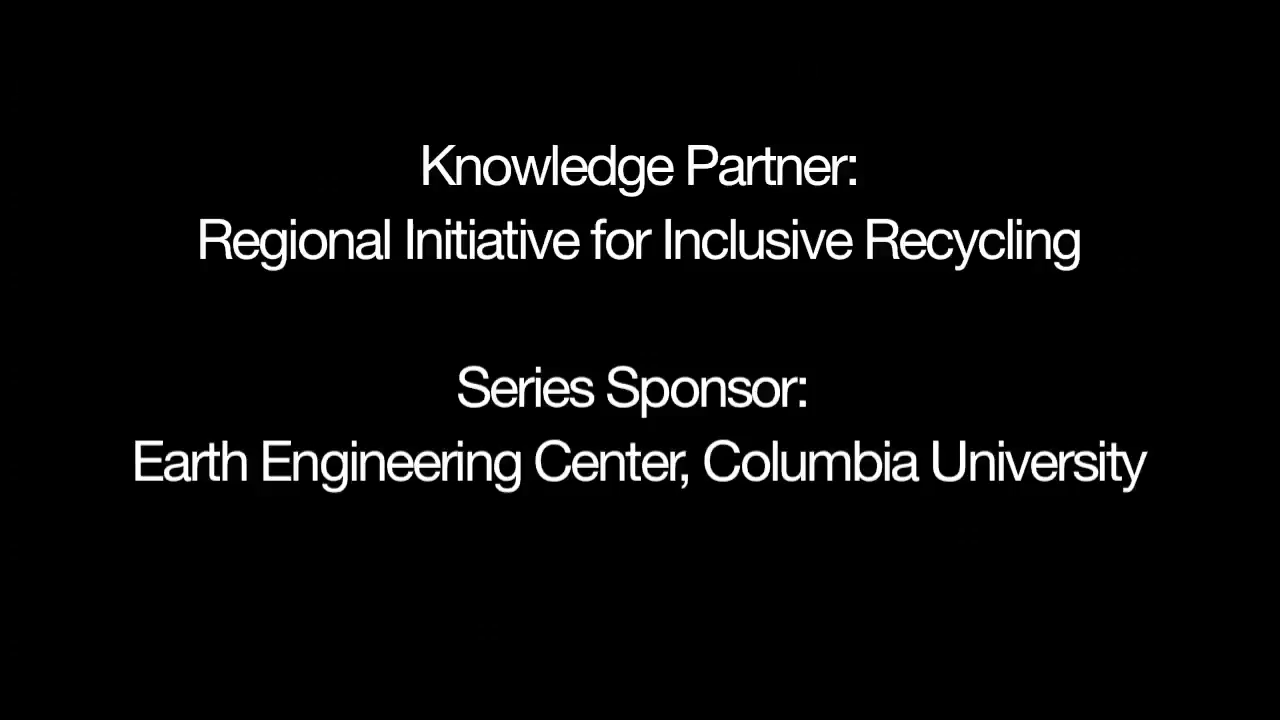 Knowledge Partner:
Regional Initiative for Inclusive Recycling
Series Sponsor:
Earth Engineering Center, Columbia University